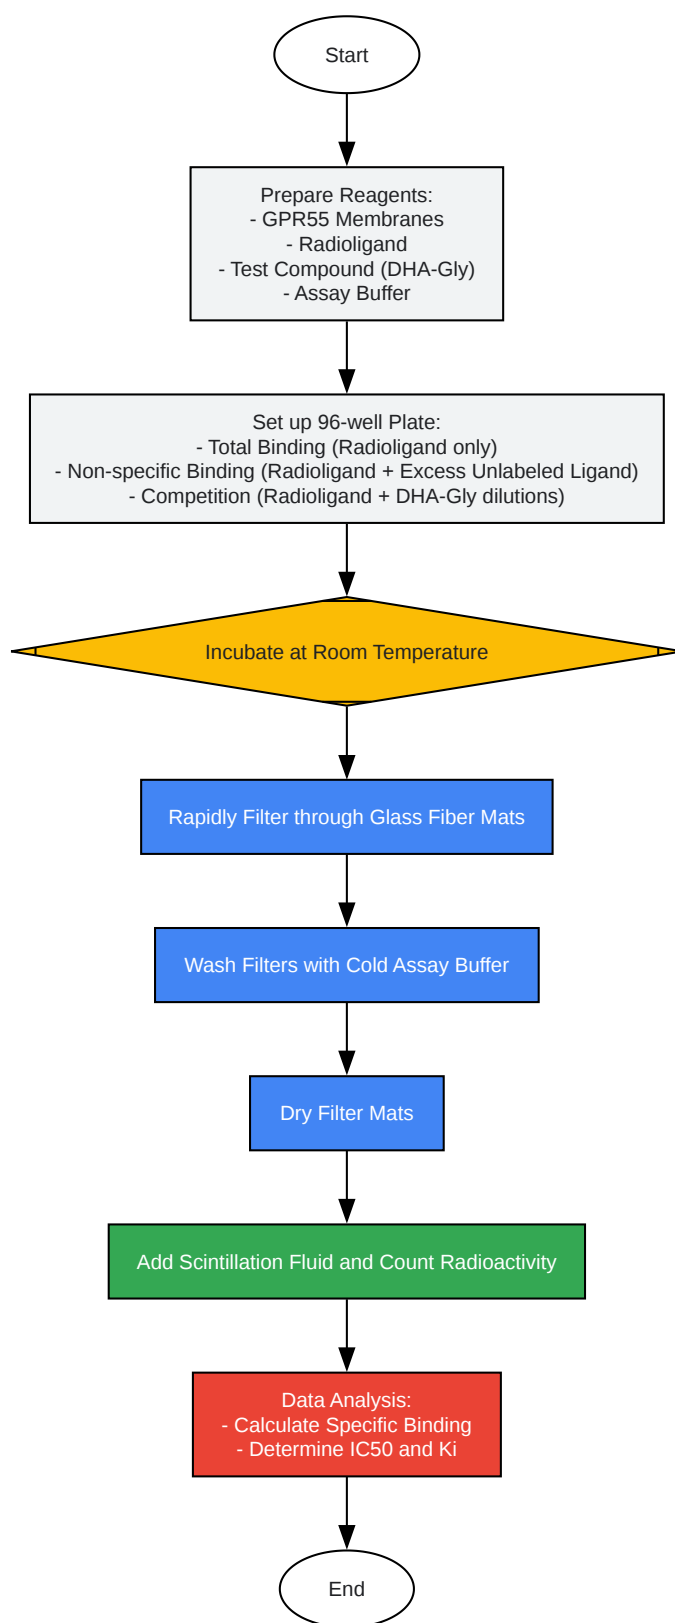 Start
Prepare Reagents:
- GPR55 Membranes
- Radioligand
- Test Compound (DHA-Gly)
- Assay Buffer
Set up 96-well Plate:
- Total Binding (Radioligand only)
- Non-specific Binding (Radioligand + Excess Unlabeled Ligand)
- Competition (Radioligand + DHA-Gly dilutions)
Incubate at Room Temperature
Rapidly Filter through Glass Fiber Mats
Wash Filters with Cold Assay Buffer
Dry Filter Mats
Add Scintillation Fluid and Count Radioactivity
Data Analysis:
- Calculate Specific Binding
- Determine IC50 and Ki
End